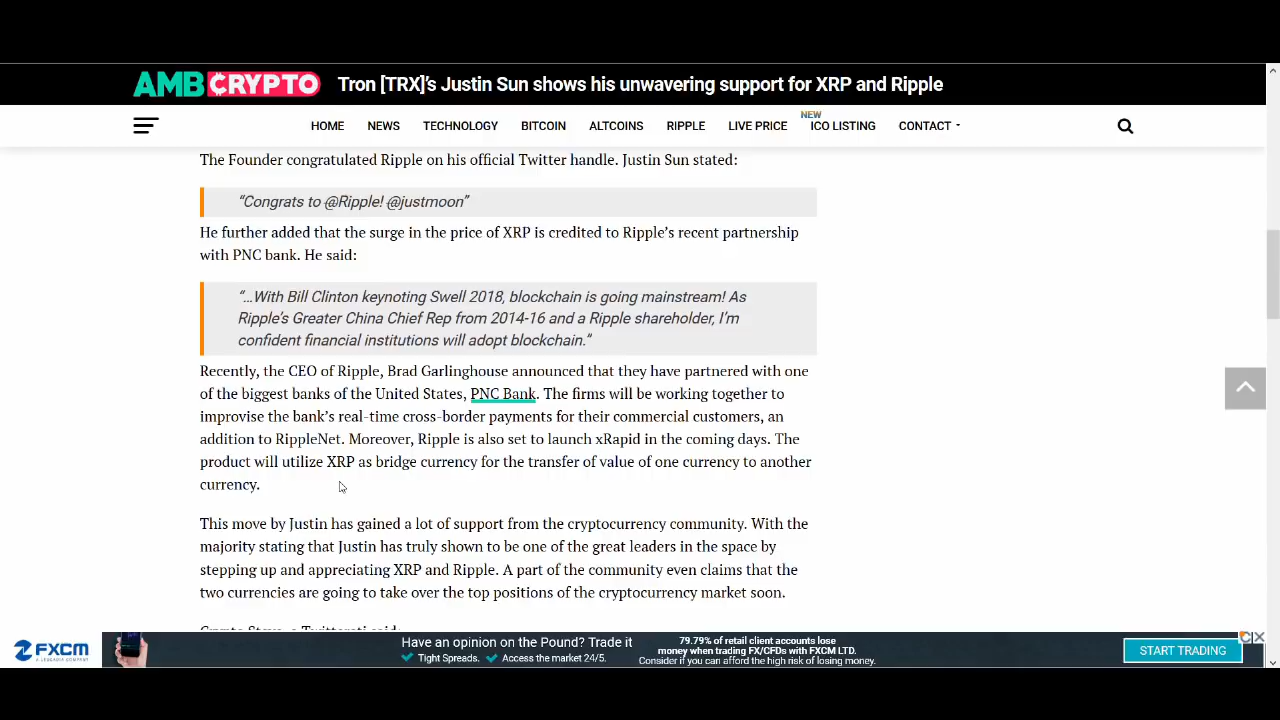 AMBCRYPTO Tron [TRX]'s Justin Sun shows his unwavering support for XRP and Ripple
NEW
HOME NEWS TECHNOLOGY BITCOIN ALTCOINS RIPPLE LIVE PRICE ICO LISTING CONTACT
The Founder congratulated Ripple on his official Twitter handle. Justin Sun stated:
“Congrats to @Ripple! @justmoon”
He further added that the surge in the price of XRP is credited to Ripple’s recent partnership
with PNC bank. He said:
“…With Bill Clinton keynoting Swell 2018, blockchain is going mainstream! As
Ripple’s Greater China Chief Rep from 2014-16 and a Ripple shareholder, I’m
confident financial institutions will adopt blockchain.”
Recently, the CEO of Ripple, Brad Garlinghouse announced that they have partnered with one
of the biggest banks of the United States, PNC Bank. The firms will be working together to
improvise the bank’s real-time cross-border payments for their commercial customers, an
addition to RippleNet. Moreover, Ripple is also set to launch xRapid in the coming days. The
product will utilize XRP as bridge currency for the transfer of value of one currency to another
currency.
This move by Justin has gained a lot of support from the cryptocurrency community. With the
majority stating that Justin has truly shown to be one of the great leaders in the space by
stepping up and appreciating XRP and Ripple. A part of the community even claims that the
two currencies are going to take over the top positions of the cryptocurrency market soon.
FXCM
Have an opinion on the Pound? Trade it
Tight Spreads. Access the market 24/5.
79.79% of retail client accounts lose
money when trading FX/CFDs with FXCM LTD.
Consider if you can afford the high risk of losing money.
START TRADING